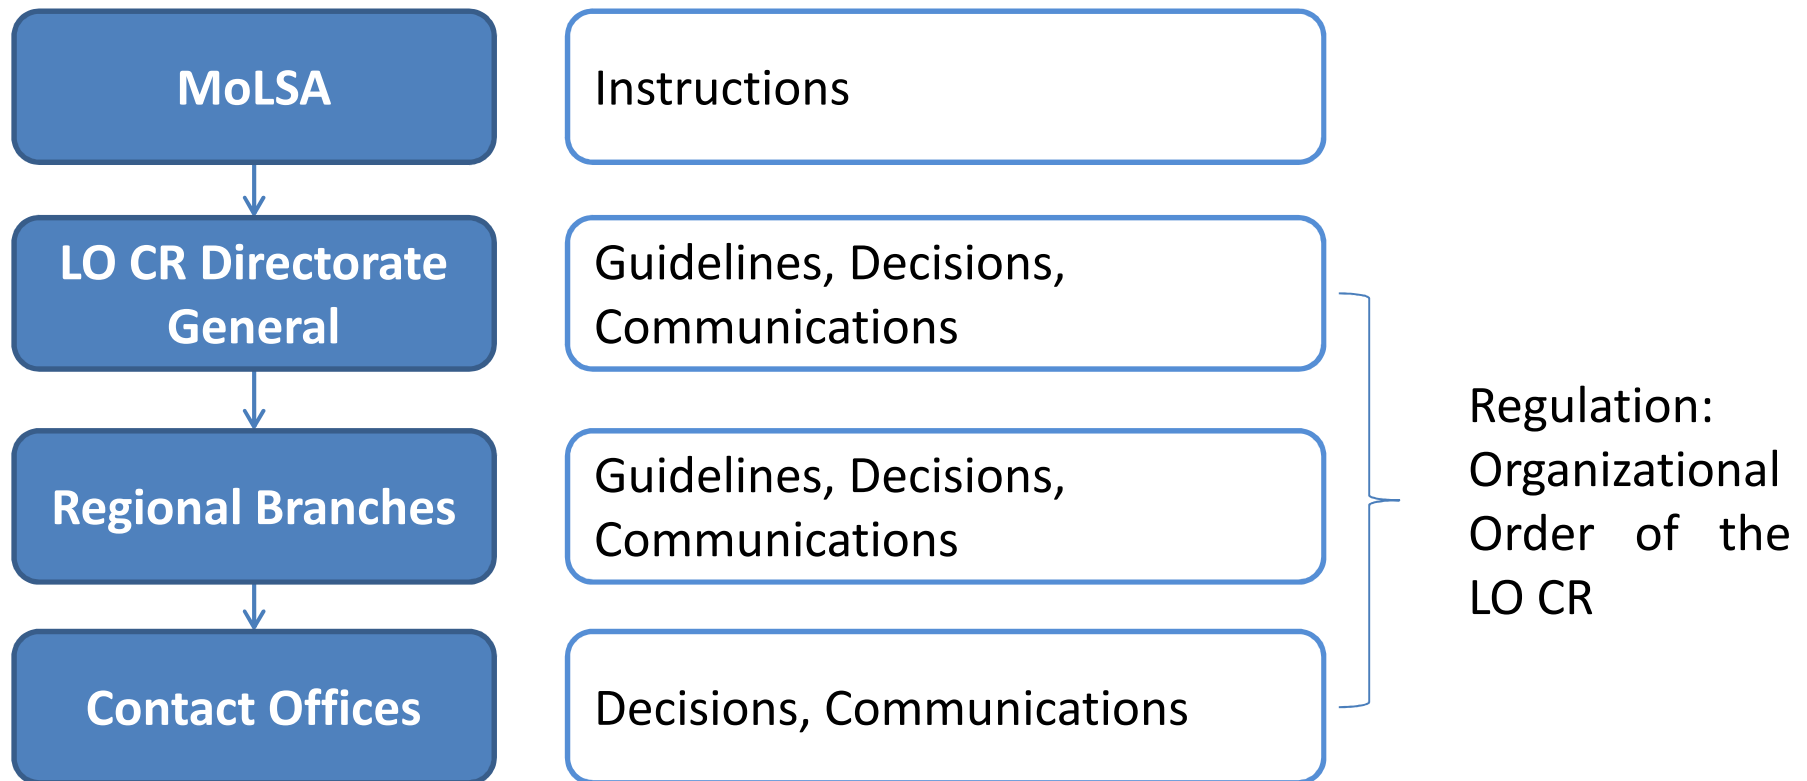 MoLSA
Instructions
LO CR Directorate
General
Guidelines, Decisions,
Communications
Regional Branches
Guidelines, Decisions,
Communications
Contact Offices
Decisions, Communications
Regulation:
Organizational
Order of the
LO CR